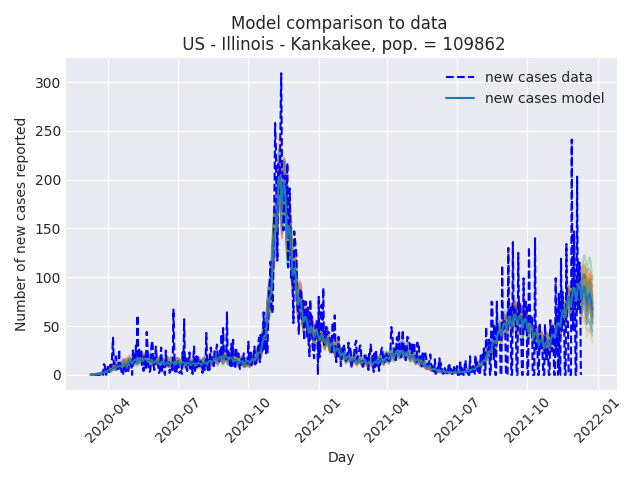 Model comparison to data
US - Illinois - Kankakee, pop. = 109862
new cases data
new cases model
Number of new cases reported
300
250
200
150
100
50
0
2020-04
2020-07
2020-10
2021-01
2021-04
2021-07
2021-10
2022-01
Day